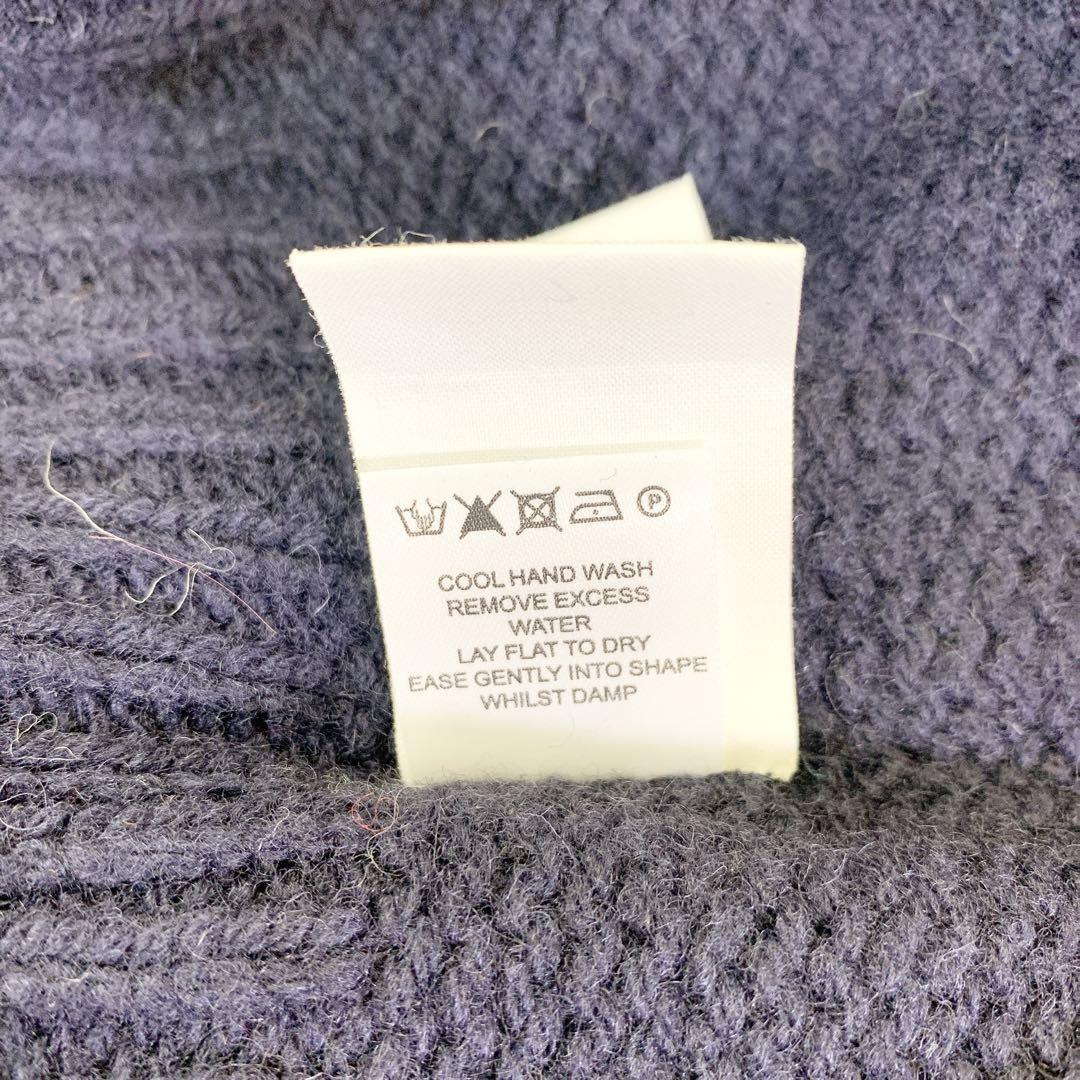 P
COOL HAND WASH
REMOVE EXCESS
WATER
LAY FLAT TO DRY
EASE GENTLY INTO SHAPE
WHILST DAMP